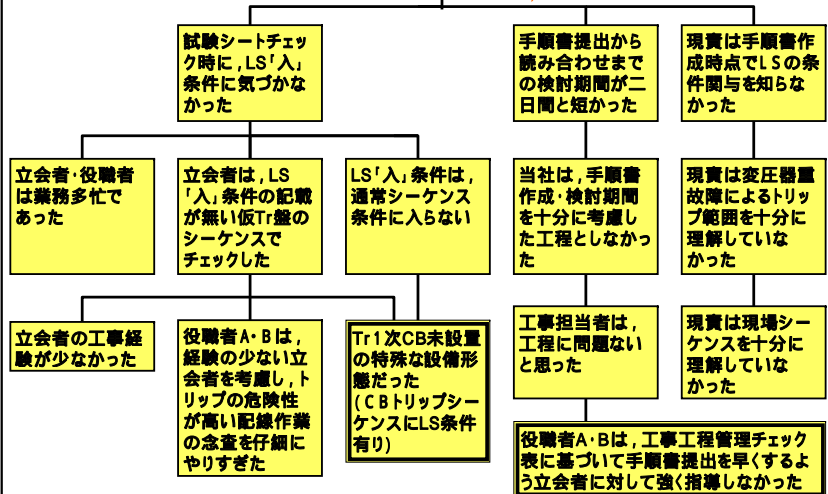 試験シートチェッ
ク時に，LS「入」
条件に気づかな
かった
手順書提出から
読み合わせまで
の検討期間が二
日間と短かった
現責は手順書作
成時点でLSの条
件関与を知らな
かった
立会者・役職者
は業務多忙で
あった
立会者は，LS
「入」条件の記載
が無い仮Tr盤の
シーケンスで
チェックした
LS「入」条件は，
通常シーケンス
条件に入らない
当社は，手順書
作成・検討期間
を十分に考慮し
た工程としなかっ
た
現責は変圧器重
故障によるトリッ
プ範囲を十分に
理解していな
かった
立会者の工事経
験が少なかった
役職者A・Bは，
経験の少ない立
会者を考慮し，ト
リップの危険性
が高い配線作業
の念査を仔細に
やりすぎた
Tr１次CB未設置
の特殊な設備形
態だった
（ＣＢトリップシー
ケンスにLS条件
有り）
工事担当者は，
工程に問題ない
と思った
現責は現場シー
ケンスを十分に
理解していな
かった
役職者A・Bは，工事工程管理チェック
表に基づいて手順書提出を早くするよ
う立会者に対して強く指導しなかった